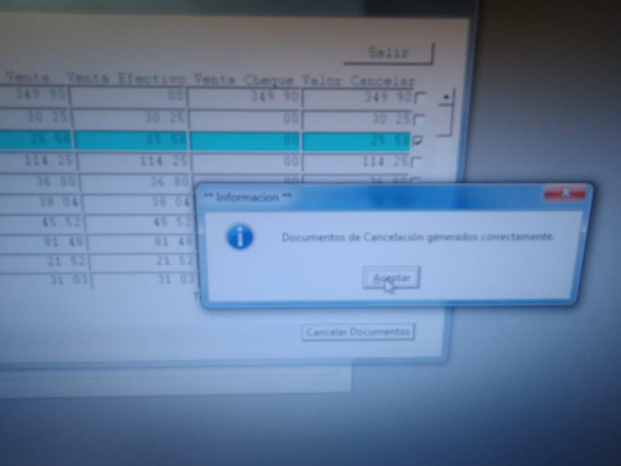 Salir
Venta Venta Efectivo Venta Cheque Valor Cancelar
349 90 00 349 90 349 90
30 25 30 25 00 30 25
25 58 25 58 00 25 58
114 25 114 25 00 114 25
36 80 36 80 00 36 80
38 04 38 04
45 52 45 52
81 48 81 48
21 52 21 52
31 03 31 03
** Informacion **
Documentos de Cancelación generados correctamente.
Aceptar
Cancelar Documentos